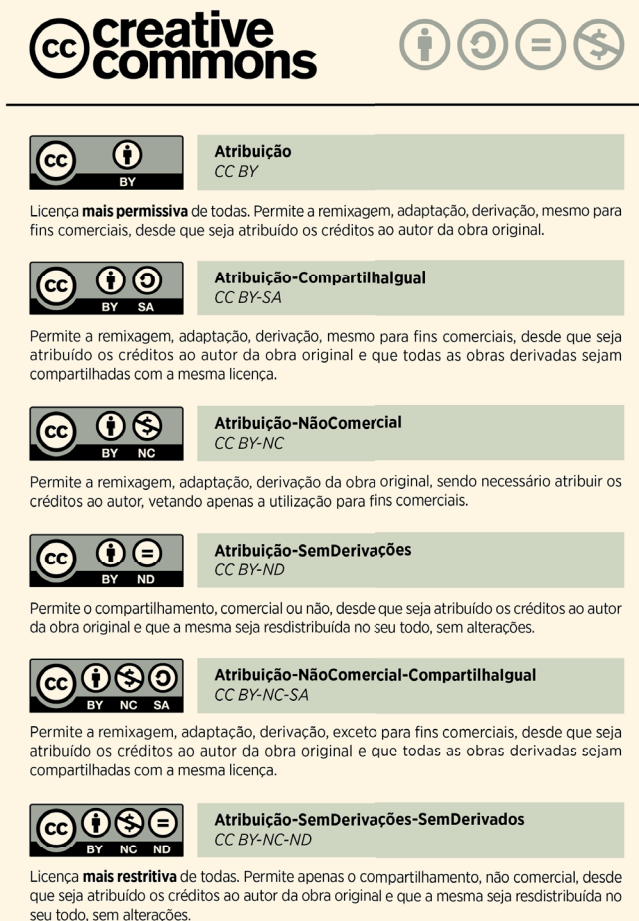 cc creative
commons
Atribuição
CC BY
cc
BY
Licença mais permissiva de todas. Permite a remixagem, adaptação, derivação, mesmo para
fins comerciais, desde que seja atribuído os créditos ao autor da obra original.
Atribuição-CompartilhaIgual
CC BY-SA
cc
BY SA
Permite a remixagem, adaptação, derivação, mesmo para fins comerciais, desde que seja
atribuído os créditos ao autor da obra original e que todas as obras derivadas sejam
compartilhadas com a mesma licença.
Atribuição-NãoComercial
CC BY-NC
cc
BY NC
Permite a remixagem, adaptação, derivação da obra original, sendo necessário atribuir os
créditos ao autor, vetando apenas a utilização para fins comerciais.
Atribuição-SemDerivações
CC BY-ND
cc
BY ND
Permite o compartilhamento, comercial ou não, desde que seja atribuído os créditos ao autor
da obra original e que a mesma seja resdistribuída no seu todo, sem alterações.
Atribuição-NãoComercial-CompartilhaIgual
CC BY-NC-SA
cc
BY NC SA
Permite a remixagem, adaptação, derivação, exceto para fins comerciais, desde que seja
atribuído os créditos ao autor da obra original e que todas as obras derivadas sejam
compartilhadas com a mesma licença.
Atribuição-SemDerivações-SemDerivados
CC BY-NC-ND
cc
BY NC ND
Licença mais restritiva de todas. Permite apenas o compartilhamento, não comercial, desde
que seja atribuído os créditos ao autor da obra original e que a mesma seja resdistribuída no
seu todo, sem alterações.